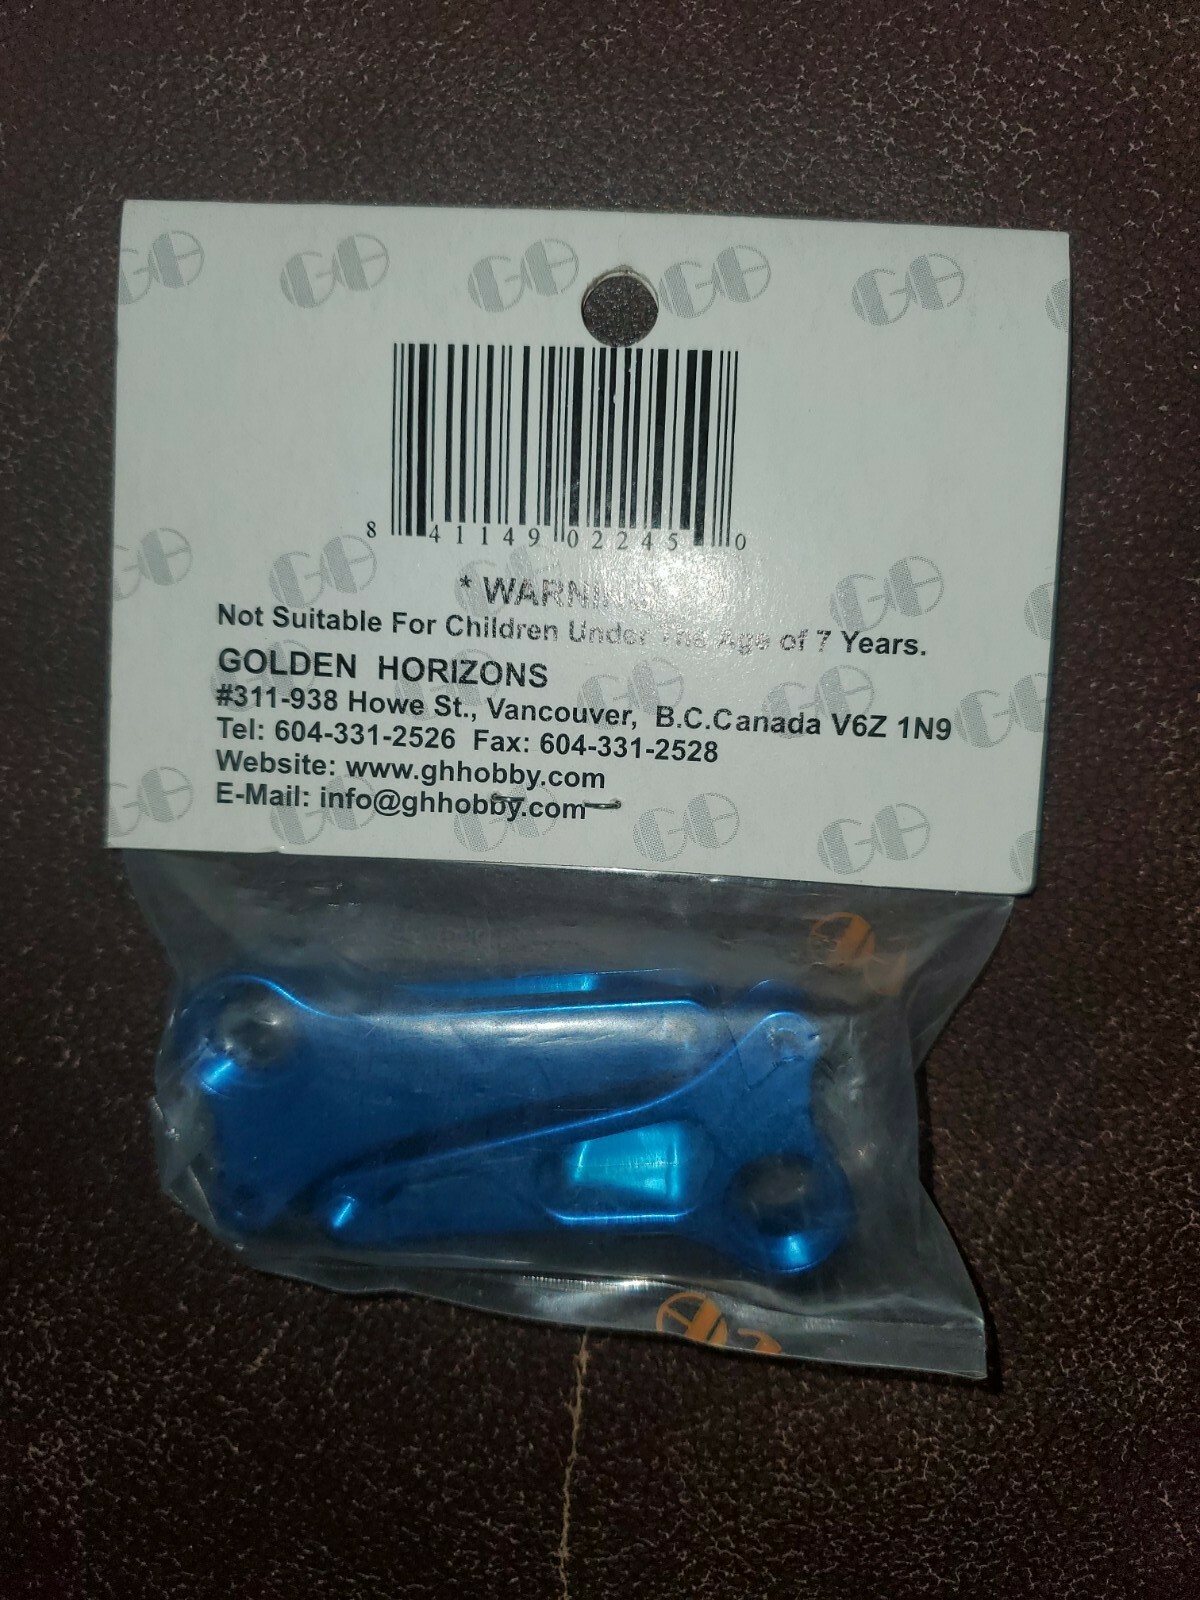 8 41149 02245 0
* WARNING
Not Suitable For Children Under The Age of 7 Years.
GOLDEN HORIZONS
#311-938 Howe St., Vancouver, B.C.Canada V6Z 1N9
Tel: 604-331-2526 Fax: 604-331-2528
Website: www.ghhobby.com
E-Mail: info@ghhobby.com